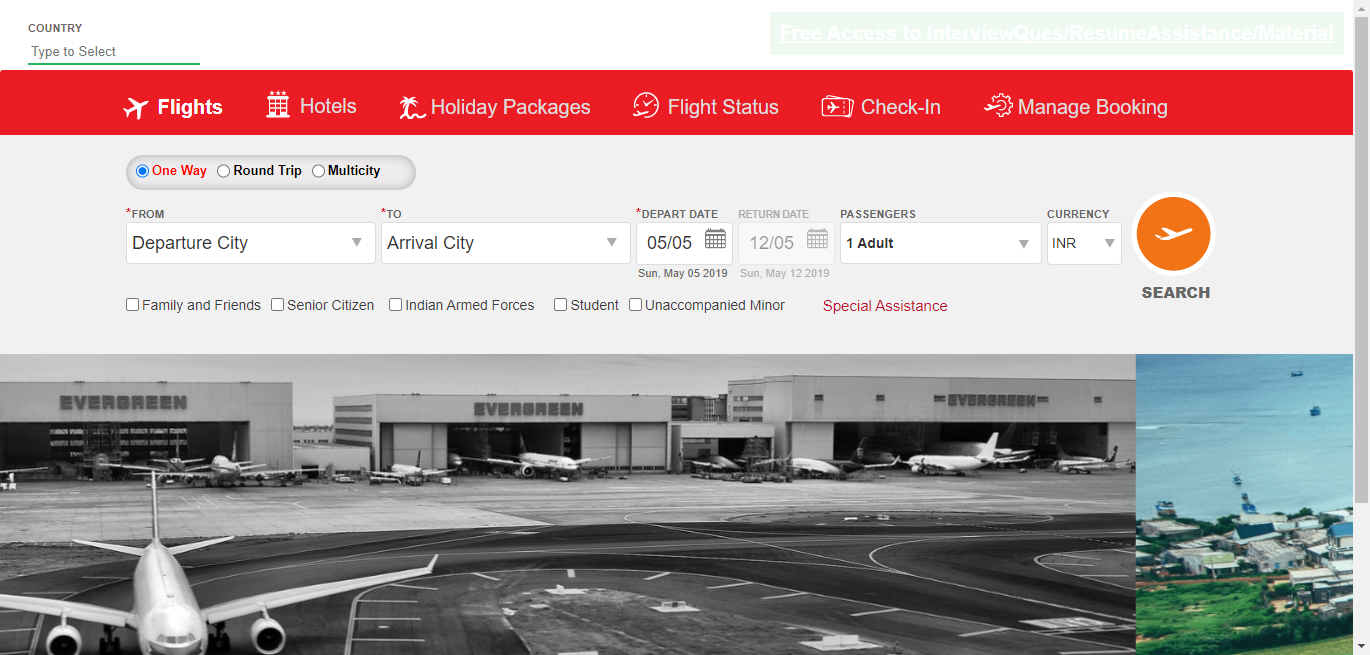 COUNTRY
Type to Select
Free Access to InterviewQues/ResumeAssistance/Material
Flights Hotels Holiday Packages Flight Status Check-In Manage Booking
One Way Round Trip Multicity
*FROM *TO *DEPART DATE RETURN DATE PASSENGERS CURRENCY
Departure City Arrival City 05/05 12/05 1 Adult INR
Sun, May 05 2019 Sun, May 12 2019
SEARCH
Family and Friends Senior Citizen Indian Armed Forces Student Unaccompanied Minor Special Assistance
EVERGREEN EVERGREEN EVERGREEN